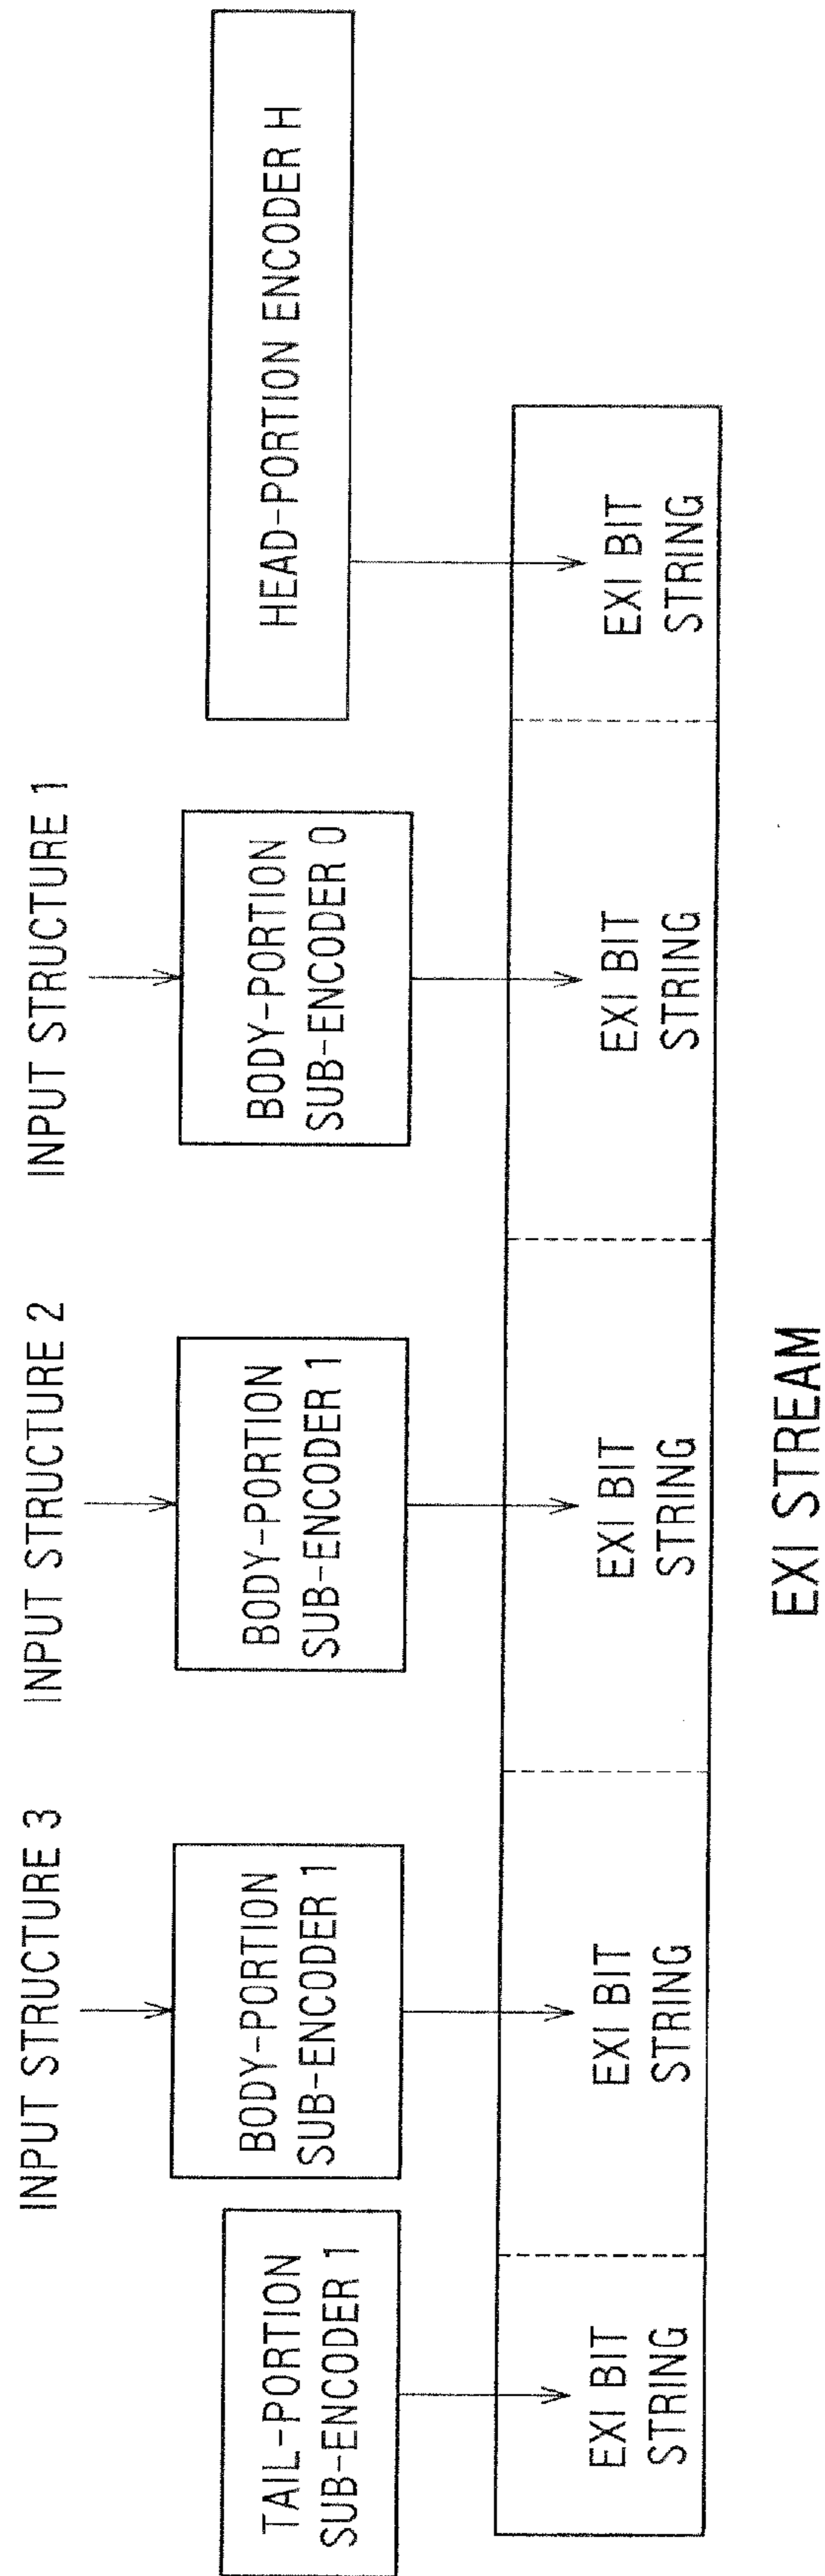 INPUT STRUCTURE 3
INPUT STRUCTURE 2
INPUT STRUCTURE 1
TAIL-PORTION
SUB-ENCODER 1
BODY-PORTION
SUB-ENCODER 1
BODY-PORTION
SUB-ENCODER 1
BODY-PORTION
SUB-ENCODER 0
HEAD-PORTION ENCODER H
EXI BIT
STRING
EXI BIT
STRING
EXI BIT
STRING
EXI BIT
STRING
EXI BIT
STRING
EXI STREAM